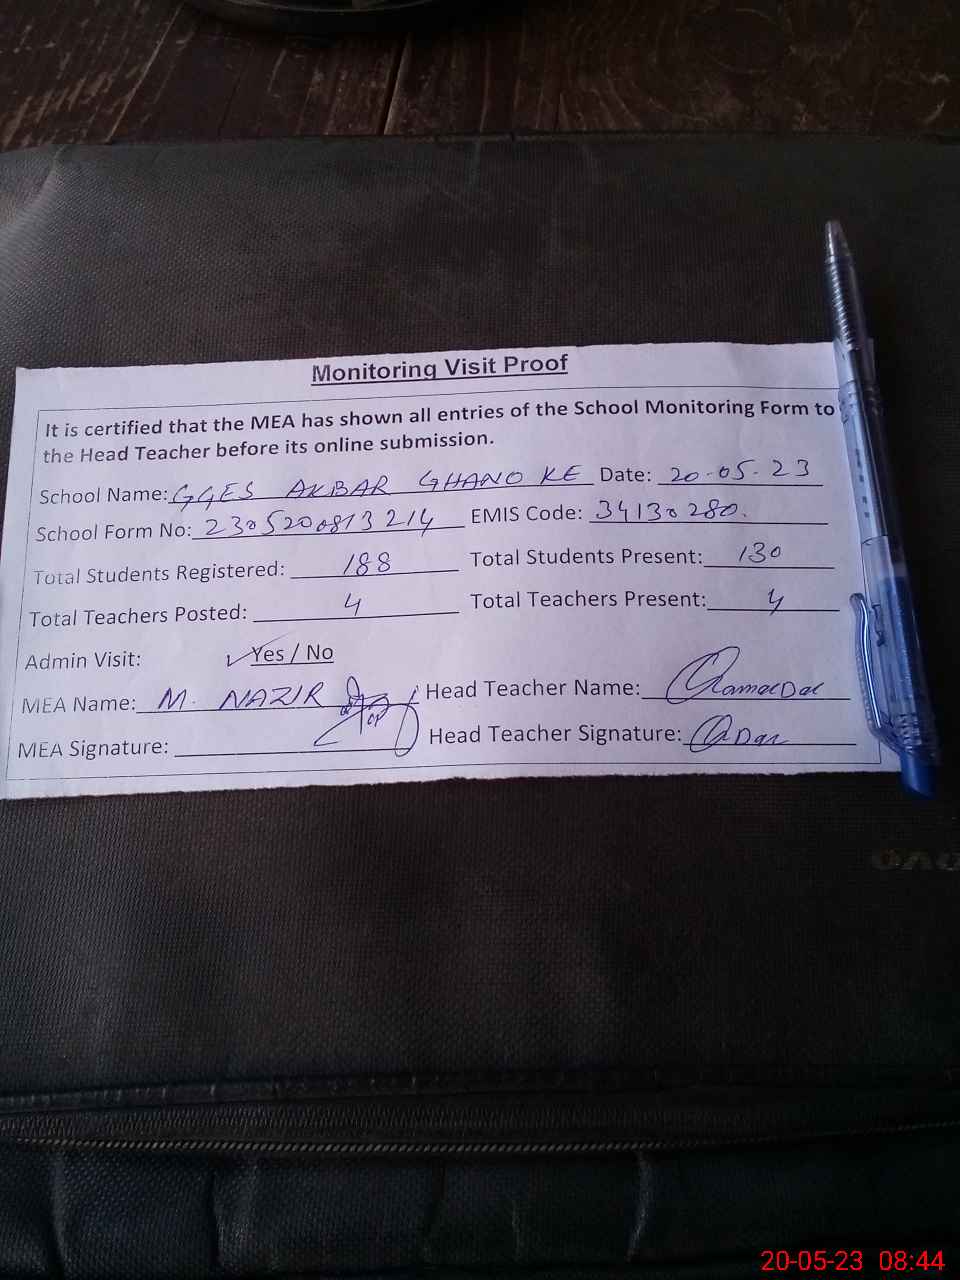 Monitoring Visit Proof
It is certified that the MEA has shown all entries of the School Monitoring Form to
the Head Teacher before its online submission.
School Name: GGES AKBAR GHANO KE Date: 20-05-23
School Form No: 2305200813214 EMIS Code: 34130280.
Total Students Registered: 188 Total Students Present: 130
Total Teachers Posted: 4 Total Teachers Present: 4
Admin Visit: ✓Yes / No
MEA Name: M. NAZIR Head Teacher Name:
MEA Signature: Head Teacher Signature:
20-05-23 08:44